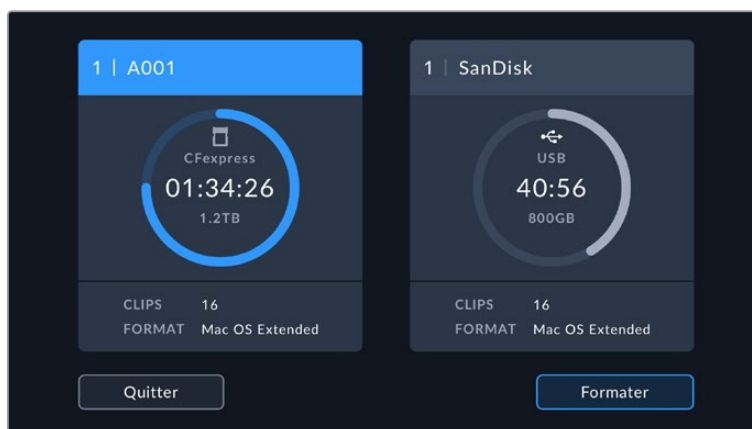 1 | A001
CFexpress
01:34:26
1.2TB
CLIPS 16
FORMAT Mac OS Extended
1 | SanDisk
USB
40:56
800GB
CLIPS 16
FORMAT Mac OS Extended
Quitter
Formater